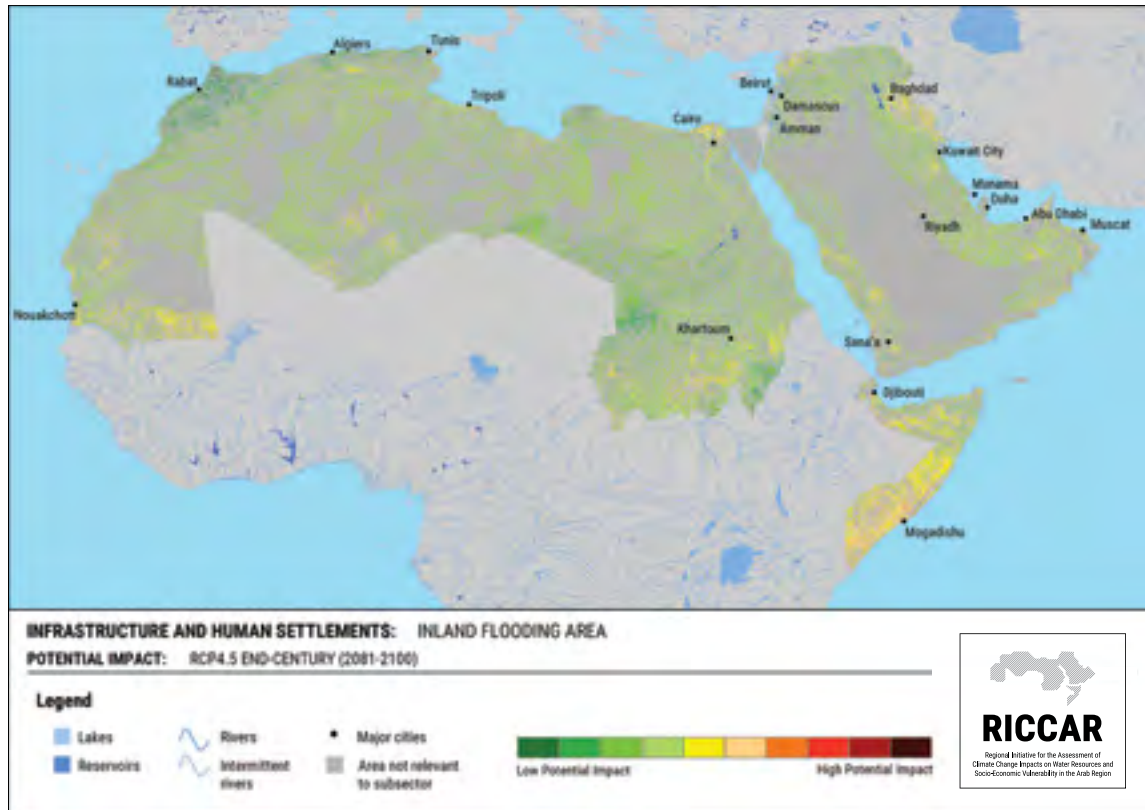 Algiers
Tunis
Rabat
Tripoli
Beirut
Baghdad
Damascus
Cairo
Amman
Kuwait City
Manama
Doha
Abu Dhabi
Muscat
Riyadh
Nouakchott
Khartoum
Sana'a
Djibouti
Mogadishu
INFRASTRUCTURE AND HUMAN SETTLEMENTS: INLAND FLOODING AREA
POTENTIAL IMPACT: RCP4.5 END-CENTURY (2081-2100)
Legend
Lakes
Reservoirs
Rivers
Intermittent
rivers
Major cities
Area not relevant
to subsector
Low Potential Impact
High Potential Impact
RICCAR
Regional Initiative for the Assessment of
Climate Change Impacts on Water Resources and
Socio-Economic Vulnerability in the Arab Region